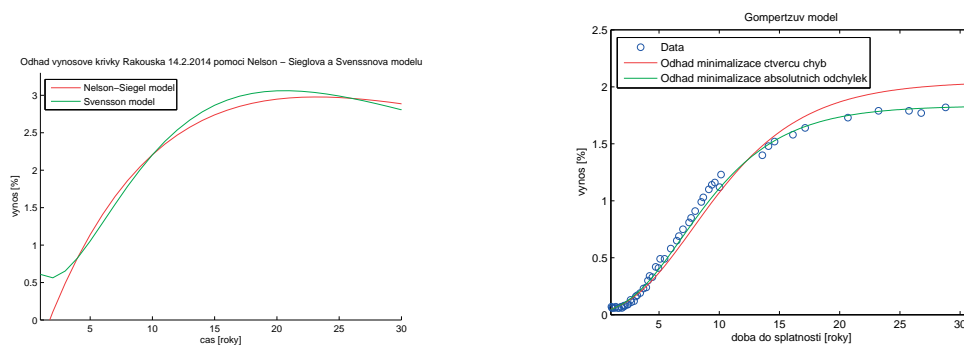 Odhad vynosove krivky Rakouska 14.2.2014 pomoci Nelson – Sieglova a Svenssnova modelu
Nelson–Siegel model
Svensson model
3
2.5
2
1.5
1
0.5
0
vynos [%]
5
10
15
20
25
30
cas [roky]
Gompertzuv model
Data
Odhad minimalizace ctvercu chyb
Odhad minimalizace absolutnich odchylek
2.5
2
1.5
1
0.5
0
vynos [%]
5
10
15
20
25
30
doba do splatnosti [roky]